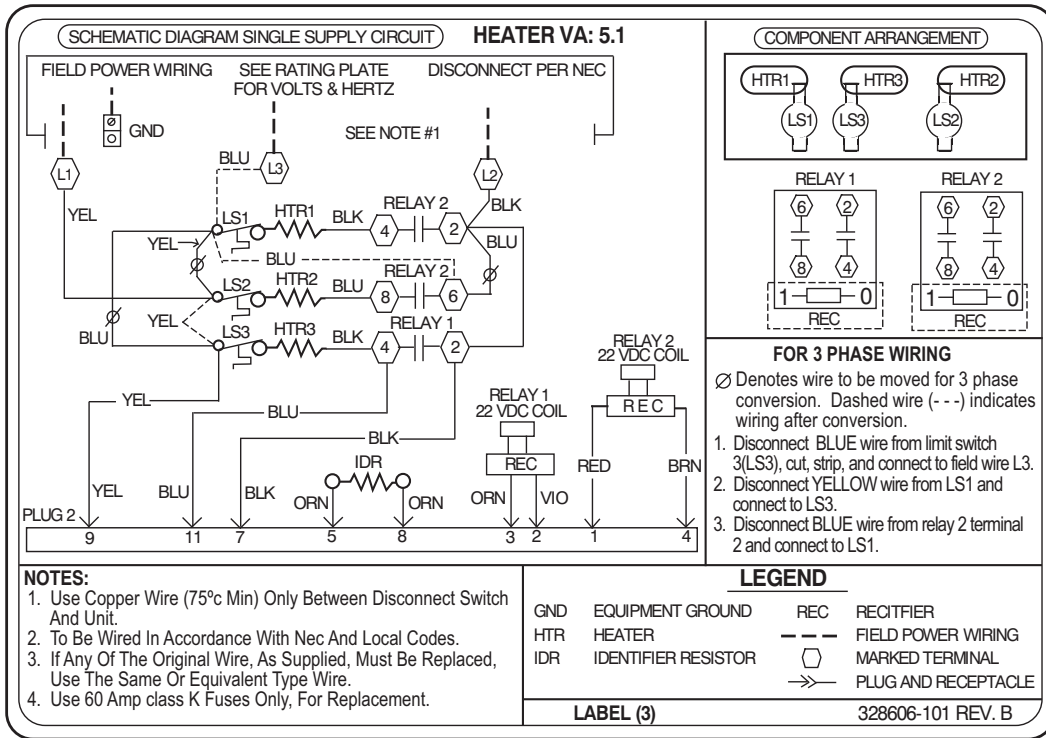 SCHEMATIC DIAGRAM SINGLE SUPPLY CIRCUIT
HEATER VA: 5.1
FIELD POWER WIRING
SEE RATING PLATE
FOR VOLTS & HERTZ
DISCONNECT PER NEC
GND
SEE NOTE #1
BLU
L1
L3
L2
YEL
LS1
HTR1
BLK
4
RELAY 2
2
BLK
YEL
BLU
BLU
LS2
HTR2
BLU
8
RELAY 2
6
YEL
BLU
LS3
HTR3
BLK
4
RELAY 1
2
YEL
BLU
BLK
RELAY 1
22 VDC COIL
REC
RELAY 2
22 VDC COIL
REC
IDR
YEL
BLU
BLK
ORN
ORN
ORN
VIO
RED
BRN
PLUG 2
9
11
7
5
8
3
2
1
4
COMPONENT ARRANGEMENT
HTR1
HTR3
HTR2
LS1
LS3
LS2
RELAY 1
6
2
8
4
1
0
REC
RELAY 2
6
2
8
4
1
0
REC
FOR 3 PHASE WIRING
Ø Denotes wire to be moved for 3 phase
conversion. Dashed wire (- - -) indicates
wiring after conversion.
1. Disconnect BLUE wire from limit switch
3(LS3), cut, strip, and connect to field wire L3.
2. Disconnect YELLOW wire from LS1 and
connect to LS3.
3. Disconnect BLUE wire from relay 2 terminal
2 and connect to LS1.
NOTES:
1. Use Copper Wire (75ºc Min) Only Between Disconnect Switch
And Unit.
2. To Be Wired In Accordance With Nec And Local Codes.
3. If Any Of The Original Wire, As Supplied, Must Be Replaced,
Use The Same Or Equivalent Type Wire.
4. Use 60 Amp class K Fuses Only, For Replacement.
LEGEND
GND EQUIPMENT GROUND
HTR HEATER
IDR IDENTIFIER RESISTOR
REC RECITFIER
FIELD POWER WIRING
MARKED TERMINAL
PLUG AND RECEPTACLE
LABEL (3)
328606-101 REV. B